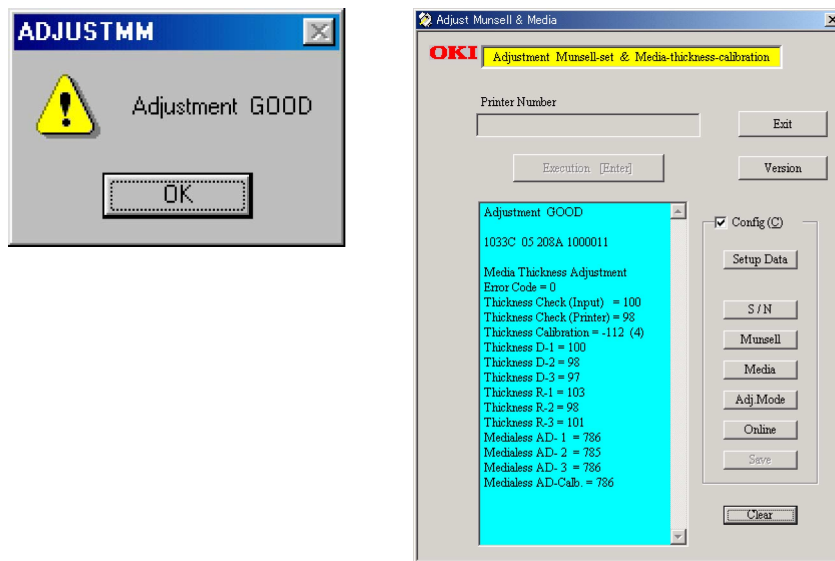 ADJUSTMM
Adjustment GOOD
OK
Adjust Munsell & Media
OKI
Adjustment Munsell-set & Media-thickness-calibration
Printer Number
Exit
Execution [Enter]
Version
Adjustment GOOD
1033C 05 208A 1000011
Media Thickness Adjustment
Error Code = 0
Thickness Check (Input) = 100
Thickness Check (Printer) = 98
Thickness Calibration = -112 (4)
Thickness D-1 = 100
Thickness D-2 = 98
Thickness D-3 = 97
Thickness R-1 = 103
Thickness R-2 = 98
Thickness R-3 = 101
Medialess AD- 1 = 786
Medialess AD- 2 = 785
Medialess AD- 3 = 786
Medialess AD-Calb. = 786
Config (C)
Setup Data
S / N
Munsell
Media
Adj.Mode
Online
Save
Clear